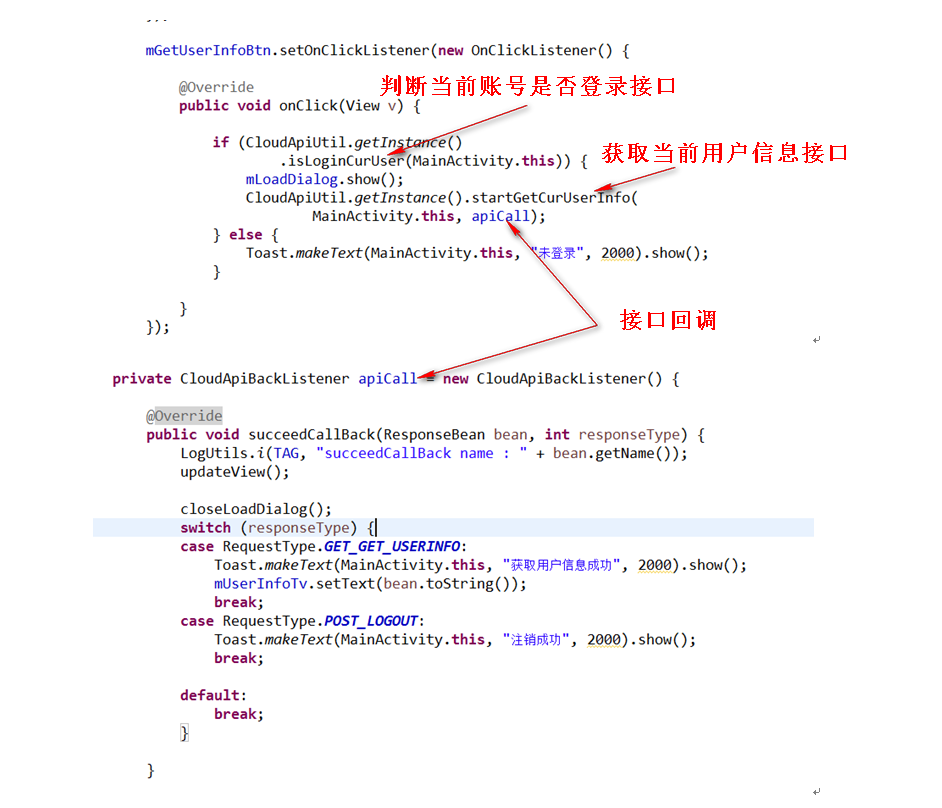 mGetUserInfoBtn.setOnClickListener(new OnClickListener() {
@Override
判断当前账号是否登录接口
public void onClick(View v) {
if (CloudApiUtil.getInstance()
.isLoginCurUser(MainActivity.this)) {
获取当前用户信息接口
mLoadDialog.show();
CloudApiUtil.getInstance().startGetCurUserInfo(
MainActivity.this, apiCall);
} else {
Toast.makeText(MainActivity.this, "未登录", 2000).show();
}
}
接口回调
});
private CloudApiBackListener apiCall = new CloudApiBackListener() {
@Override
public void succeedCallBack(ResponseBean bean, int responseType) {
LogUtils.i(TAG, "succeedCallBack name : " + bean.getName());
updateView();
closeLoadDialog();
switch (responseType) {
case RequestType.GET_GET_USERINFO:
Toast.makeText(MainActivity.this, "获取用户信息成功", 2000).show();
mUserInfoTv.setText(bean.toString());
break;
case RequestType.POST_LOGOUT:
Toast.makeText(MainActivity.this, "注销成功", 2000).show();
break;
default:
break;
}
}